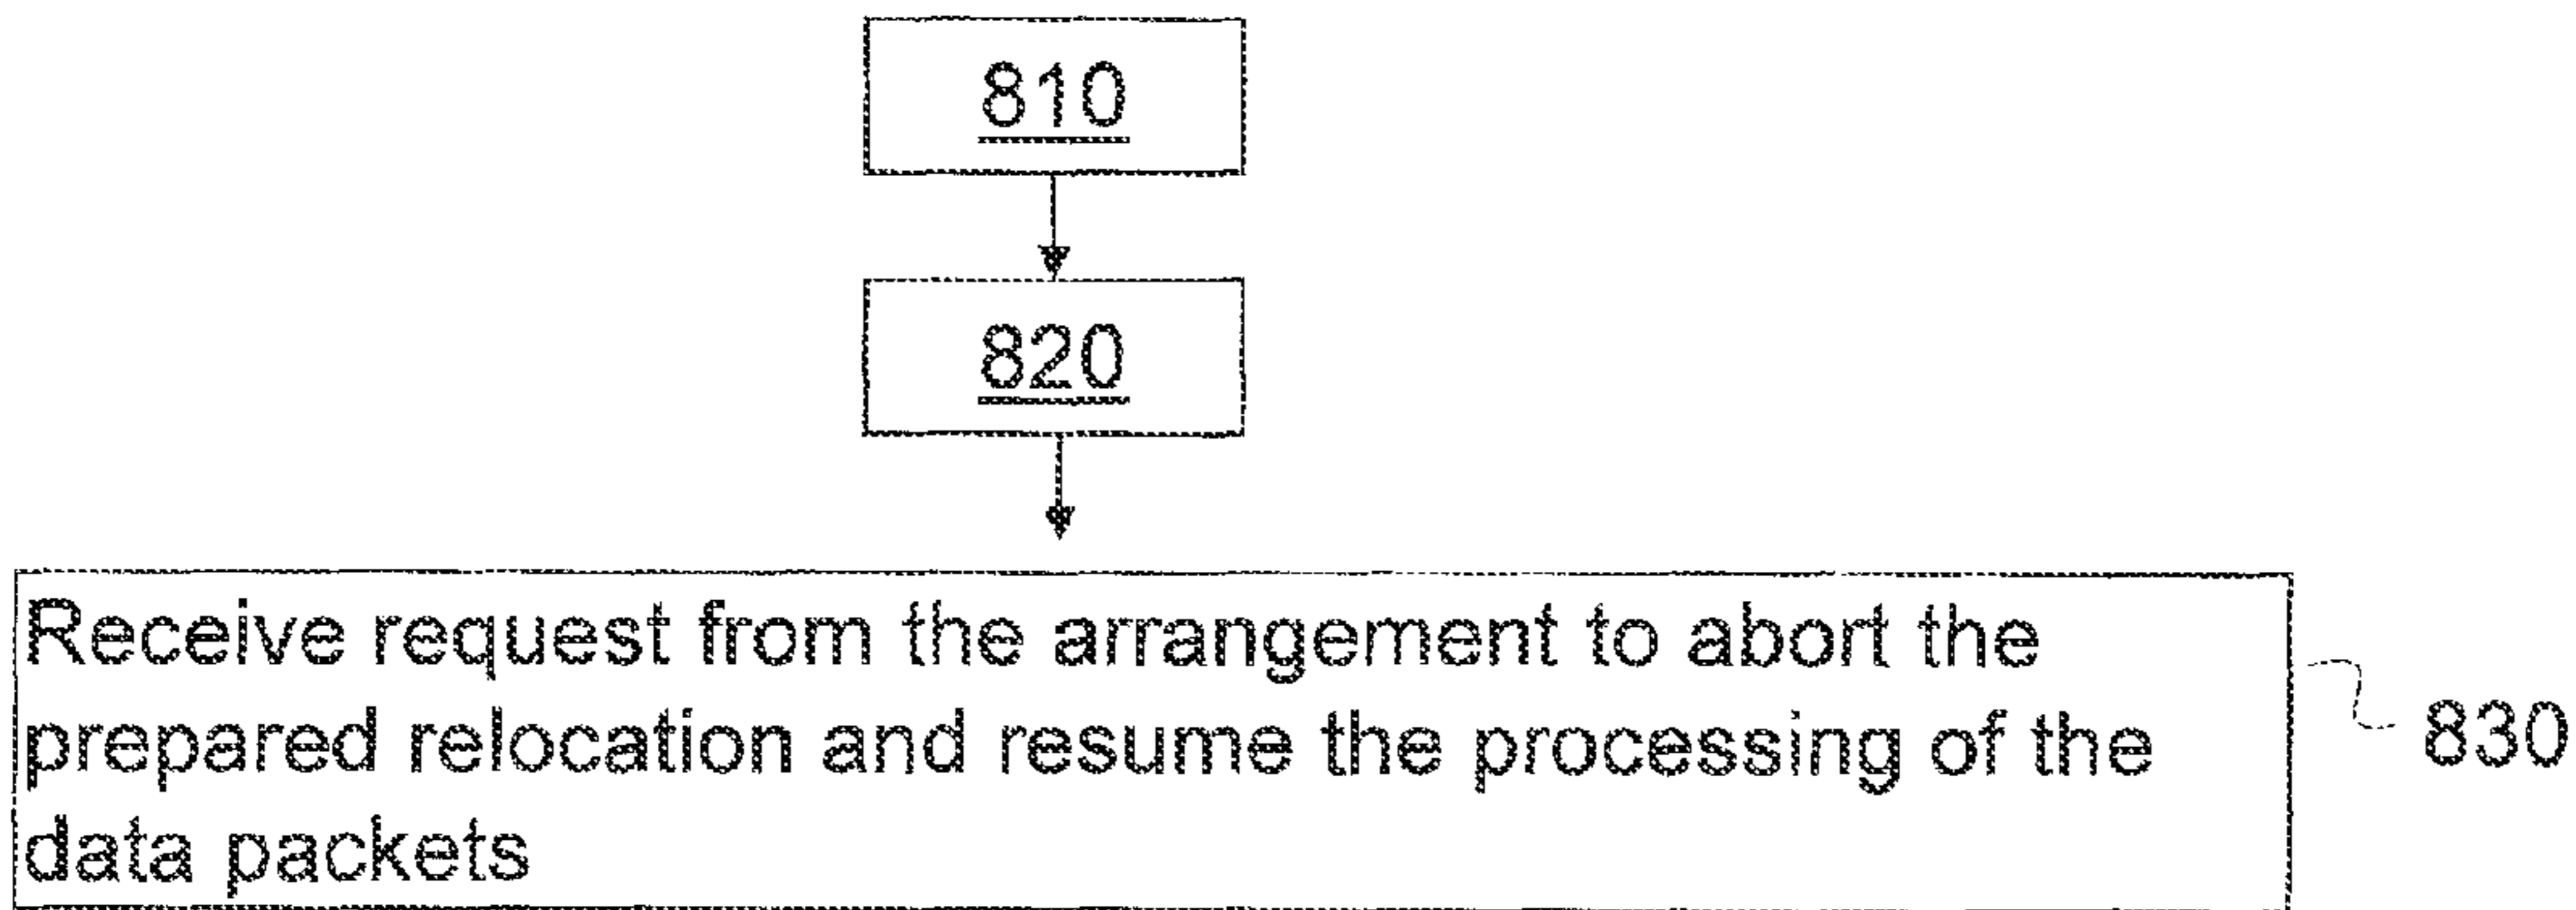 810
820
Receive request from the arrangement to abort the
prepared relocation and resume the processing of the
data packets
830